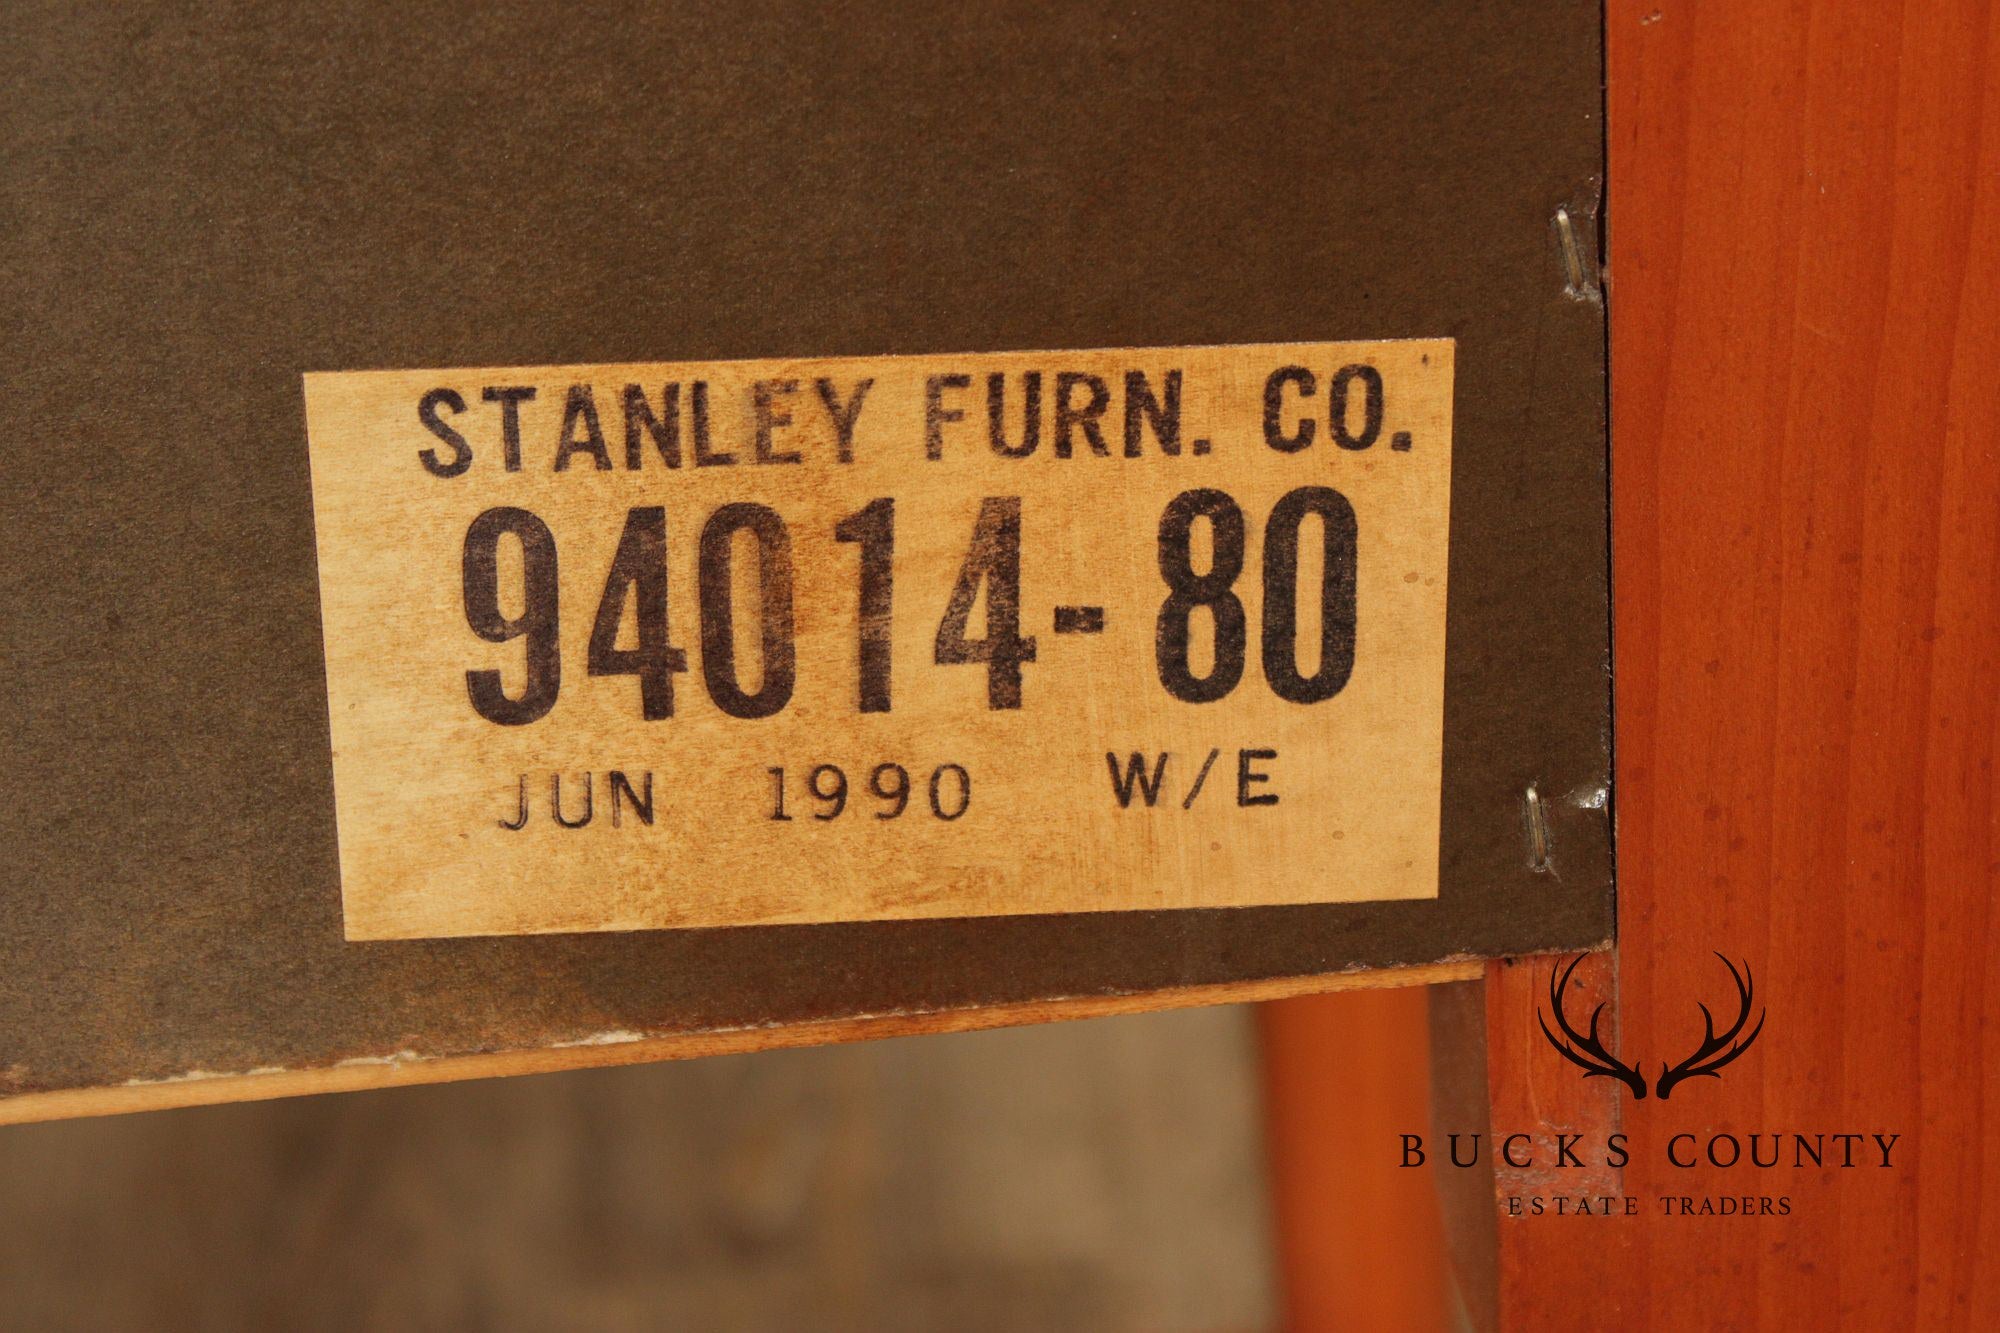 STANLEY FURN. CO.
94014-80
JUN 1990 W/E
BUCKS COUNTY
ESTATE TRADERS